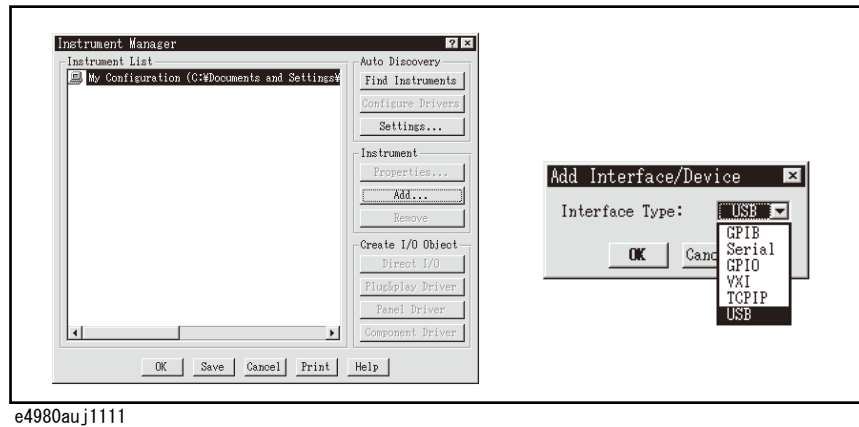 Instrument Manager
Instrument List
My Configuration (C:¥Documents and Settings¥
Auto Discovery
Find Instruments
Configure Drivers
Settings...
Instrument
Properties...
Add...
Remove
Create I/O Object
Direct I/O
Plug&play Driver
Panel Driver
Component Driver
OK Save Cancel Print Help
Add Interface/Device
Interface Type: USB
GPIB
Serial
GPIO
VXI
TCPIP
USB
OK Canc
e4980auj1111